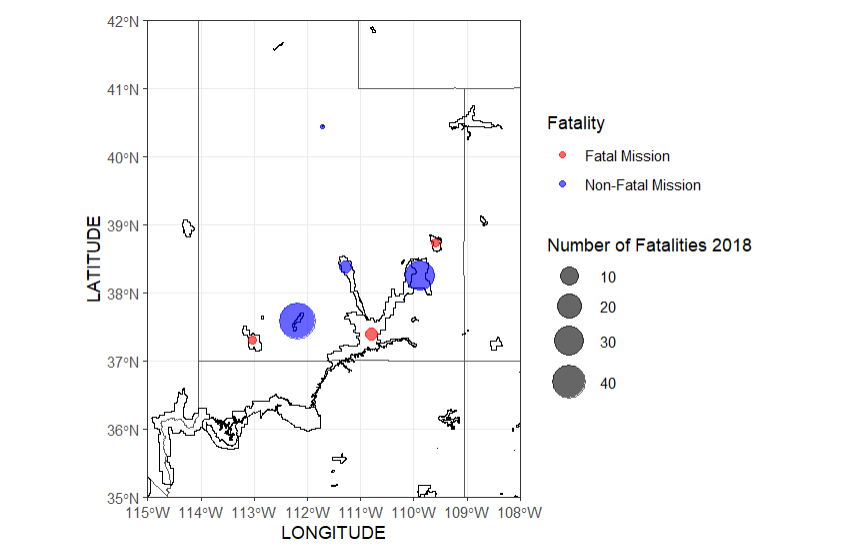 42°N
41°N
40°N
39°N
38°N
37°N
36°N
35°N
LATITUDE
115°W 114°W 113°W 112°W 111°W 110°W 109°W 108°W
LONGITUDE
Fatality
Fatal Mission
Non-Fatal Mission
Number of Fatalities 2018
10
20
30
40